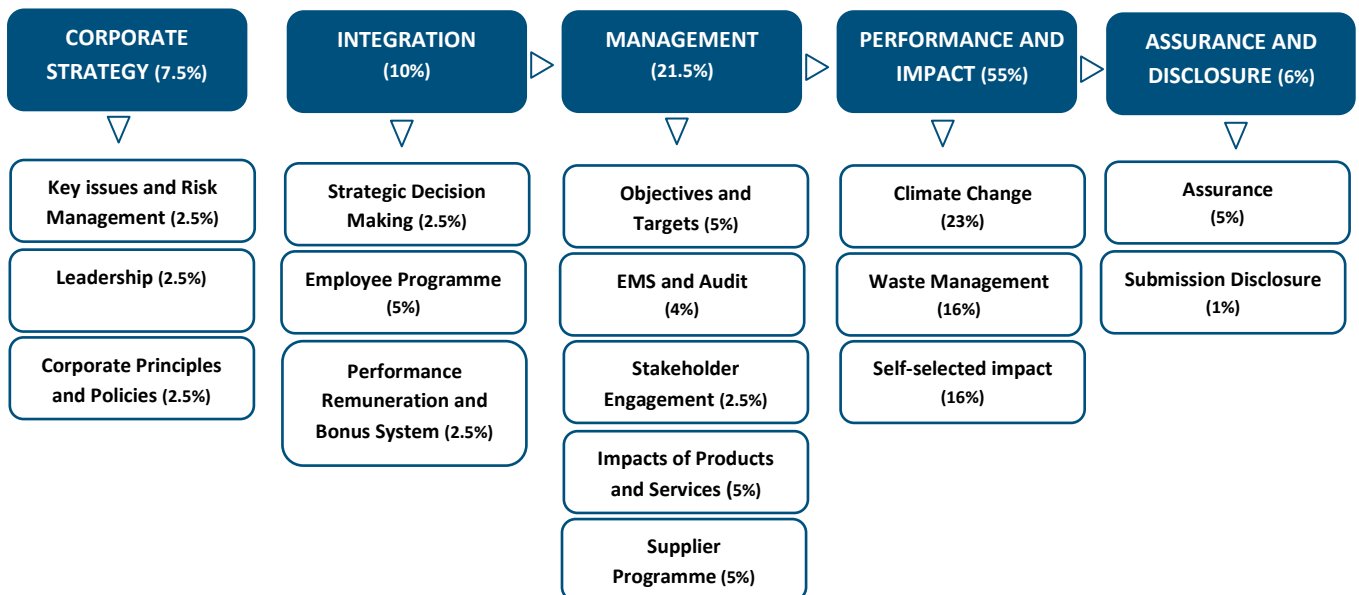 CORPORATE
STRATEGY (7.5%)
Key issues and Risk
Management (2.5%)
Leadership (2.5%)
Corporate Principles
and Policies (2.5%)
INTEGRATION
(10%)
Strategic Decision
Making (2.5%)
Employee Programme
(5%)
Performance
Remuneration and
Bonus System (2.5%)
MANAGEMENT
(21.5%)
Objectives and
Targets (5%)
EMS and Audit
(4%)
Stakeholder
Engagement (2.5%)
Impacts of Products
and Services (5%)
Supplier
Programme (5%)
PERFORMANCE AND
IMPACT (55%)
Climate Change
(23%)
Waste Management
(16%)
Self-selected impact
(16%)
ASSURANCE AND
DISCLOSURE (6%)
Assurance
(5%)
Submission Disclosure
(1%)